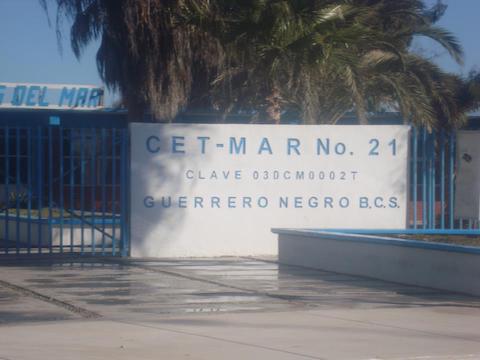 S DEL MAR
CET-MAR No. 21
CLAVE 03DCM0002T
GUERRERO NEGRO B.C.S.